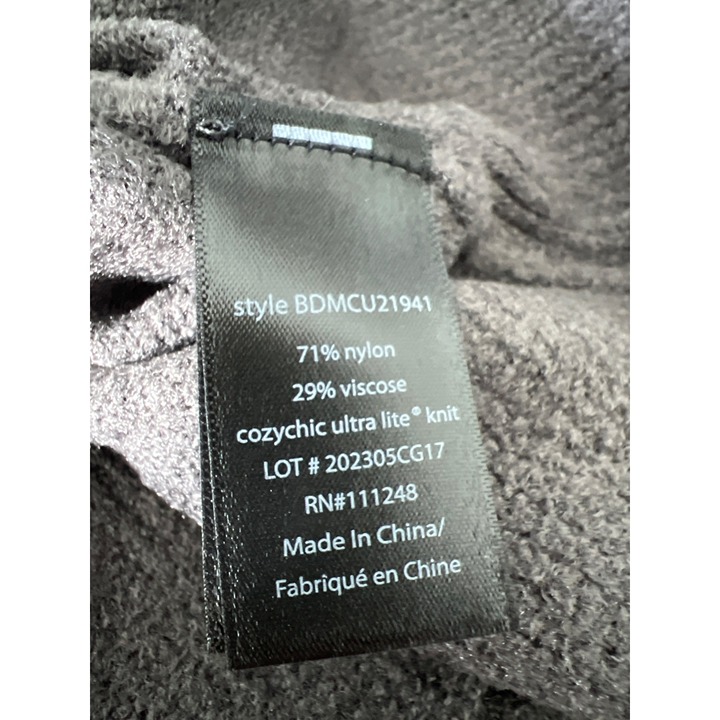 style BDMCU21941
71% nylon
29% viscose
cozychic ultra lite® knit
LOT # 202305CG17
RN#111248
Made In China/
Fabriqué en Chine